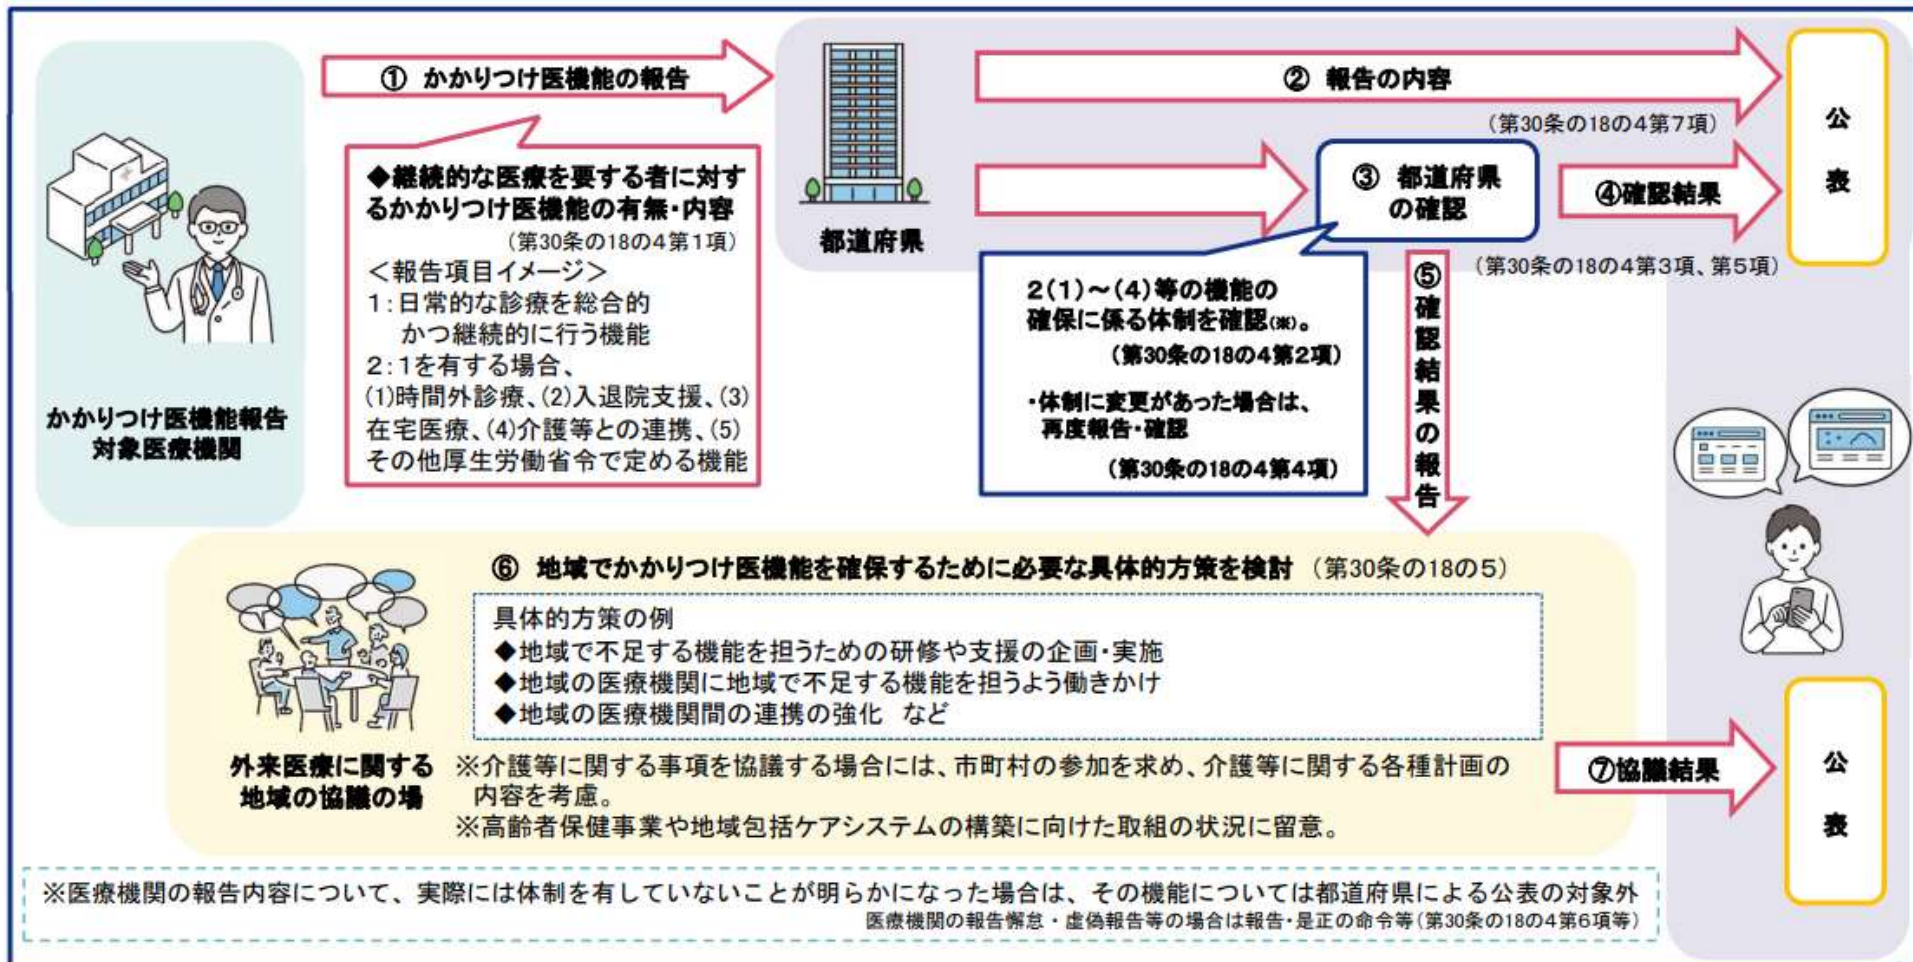 ① かかりつけ医機能の報告
② 報告の内容
(第30条の18の4第7項)
公表
◆継続的な医療を要する者に対す
るかかりつけ医機能の有無・内容
(第30条の18の4第1項)
<報告項目イメージ>
1:日常的な診療を総合的
かつ継続的に行う機能
2:1を有する場合、
(1)時間外診療、(2)入退院支援、(3)
在宅医療、(4)介護等との連携、(5)
その他厚生労働省令で定める機能
かかりつけ医機能報告
対象医療機関
都道府県
③ 都道府県
の確認
④確認結果
(第30条の18の4第3項、第5項)
2(1)~(4)等の機能の
確保に係る体制を確認(※)。
(第30条の18の4第2項)
・体制に変更があった場合は、
再度報告・確認
(第30条の18の4第4項)
⑤確認結果の報告
⑥ 地域でかかりつけ医機能を確保するために必要な具体的方策を検討 (第30条の18の5)
具体的方策の例
◆地域で不足する機能を担うための研修や支援の企画・実施
◆地域の医療機関に地域で不足する機能を担うよう働きかけ
◆地域の医療機関間の連携の強化 など
外来医療に関する
地域の協議の場
※介護等に関する事項を協議する場合には、市町村の参加を求め、介護等に関する各種計画の
内容を考慮。
※高齢者保健事業や地域包括ケアシステムの構築に向けた取組の状況に留意。
⑦協議結果
公表
※医療機関の報告内容について、実際には体制を有していないことが明らかになった場合は、その機能については都道府県による公表の対象外
医療機関の報告懈怠・虚偽報告等の場合は報告・是正の命令等(第30条の18の4第6項等)